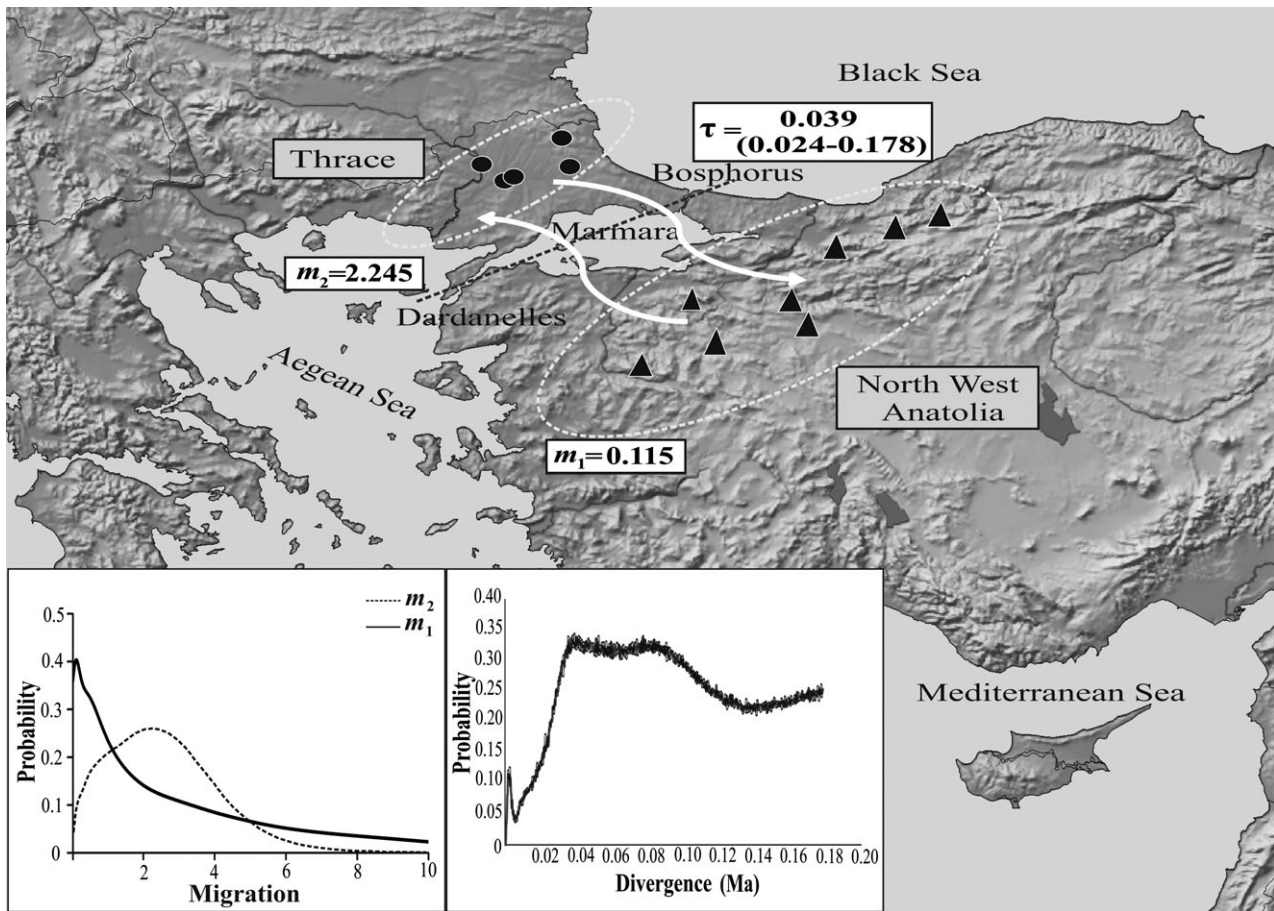 Black Sea
τ = 0.039
(0.024-0.178)
Thrace
Bosphorus
Marmara
m₂=2.245
Dardanelles
Aegean Sea
North West
Anatolia
m₁=0.115
Mediterranean Sea
m₂
m₁
0.5
0.4
0.3
0.2
0.1
0
Probability
2
4
6
8
10
Migration
0.40
0.35
0.30
0.25
0.20
0.15
0.10
0.05
0
Probability
0.02 0.04 0.06 0.08 0.10 0.12 0.14 0.16 0.18 0.20
Divergence (Ma)